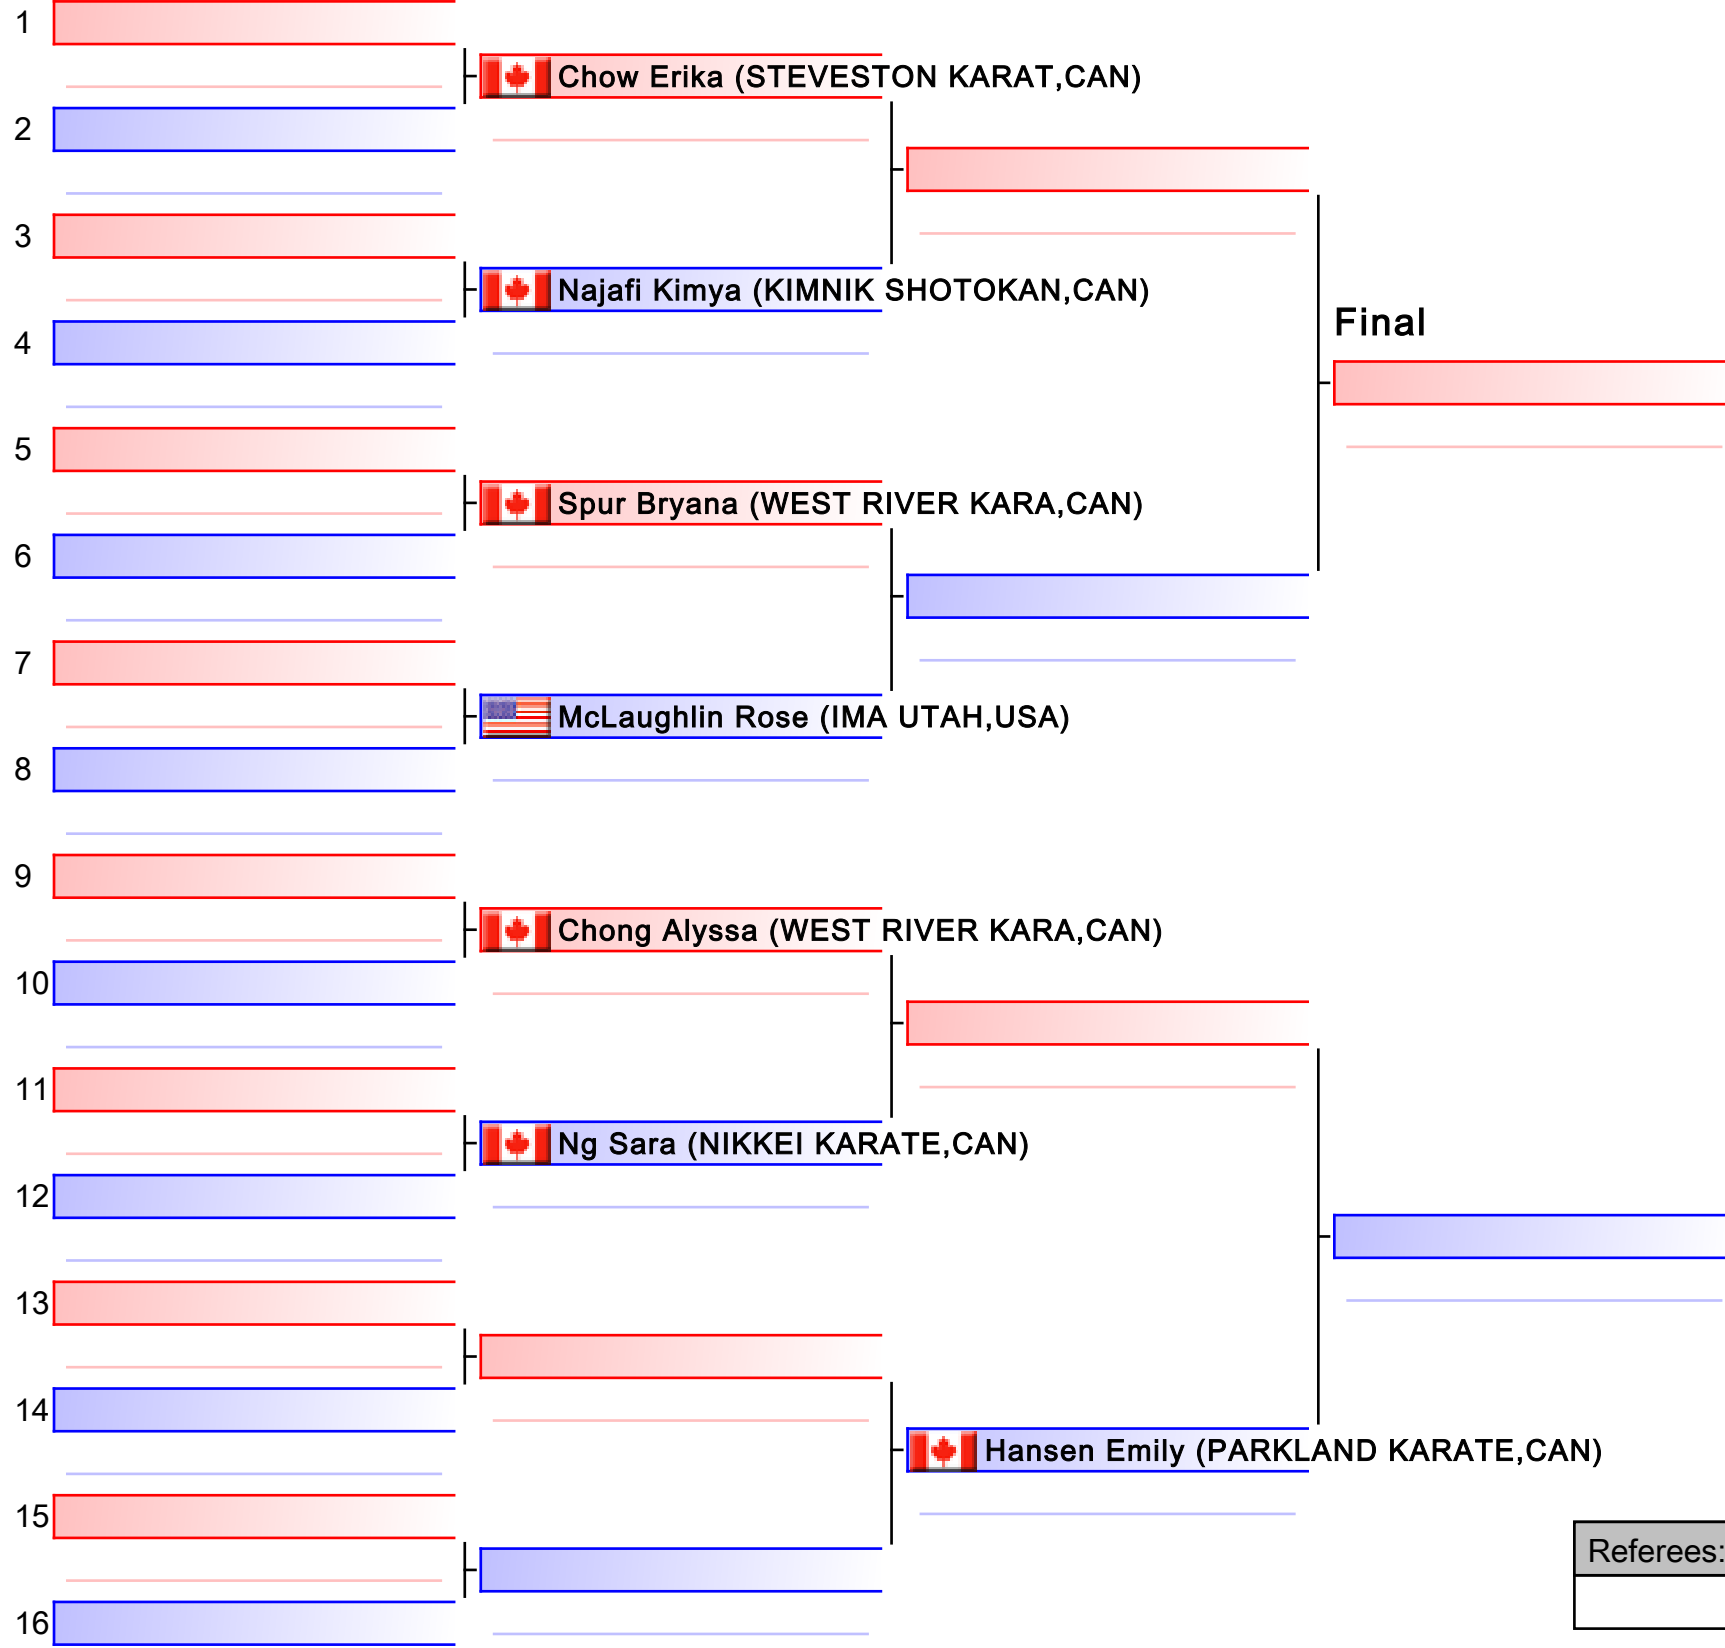 1
Chow Erika (STEVESTON KARAT,CAN)
2
3
Najafi Kimya (KIMNIK SHOTOKAN,CAN)
Final
4
5
Spur Bryana (WEST RIVER KARA,CAN)
6
7
McLaughlin Rose (IMA UTAH,USA)
8
9
Chong Alyssa (WEST RIVER KARA,CAN)
10
11
Ng Sara (NIKKEI KARATE,CAN)
12
13
14
Hansen Emily (PARKLAND KARATE,CAN)
15
Referees:
16